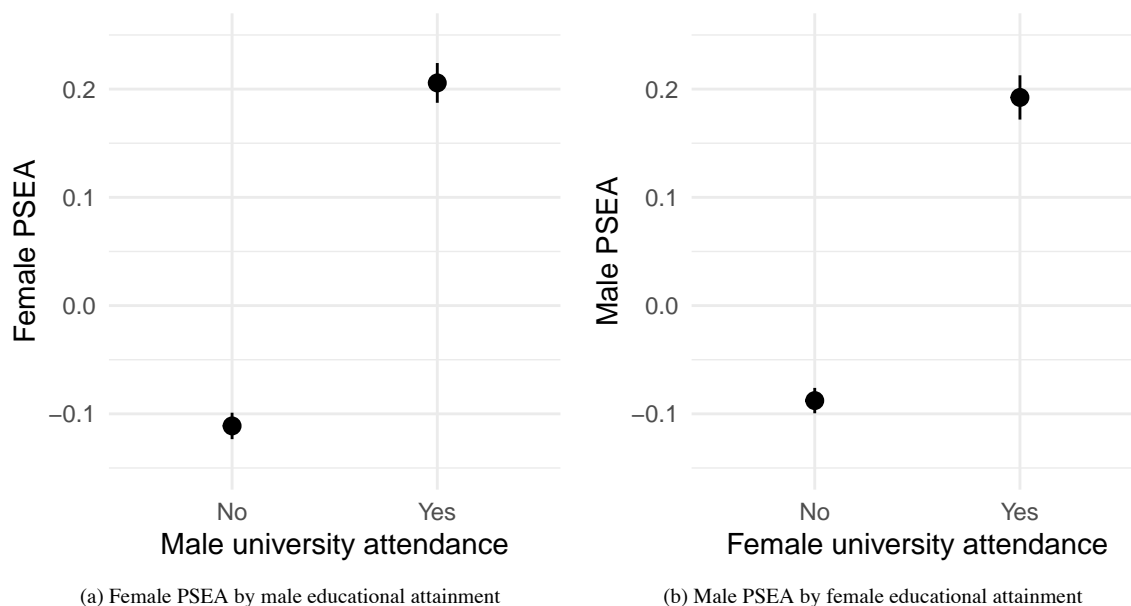 Female PSEA
0.2
0.1
0.0
−0.1
No Yes
Male university attendance
(a) Female PSEA by male educational attainment
Male PSEA
0.2
0.1
0.0
−0.1
No Yes
Female university attendance
(b) Male PSEA by female educational attainment